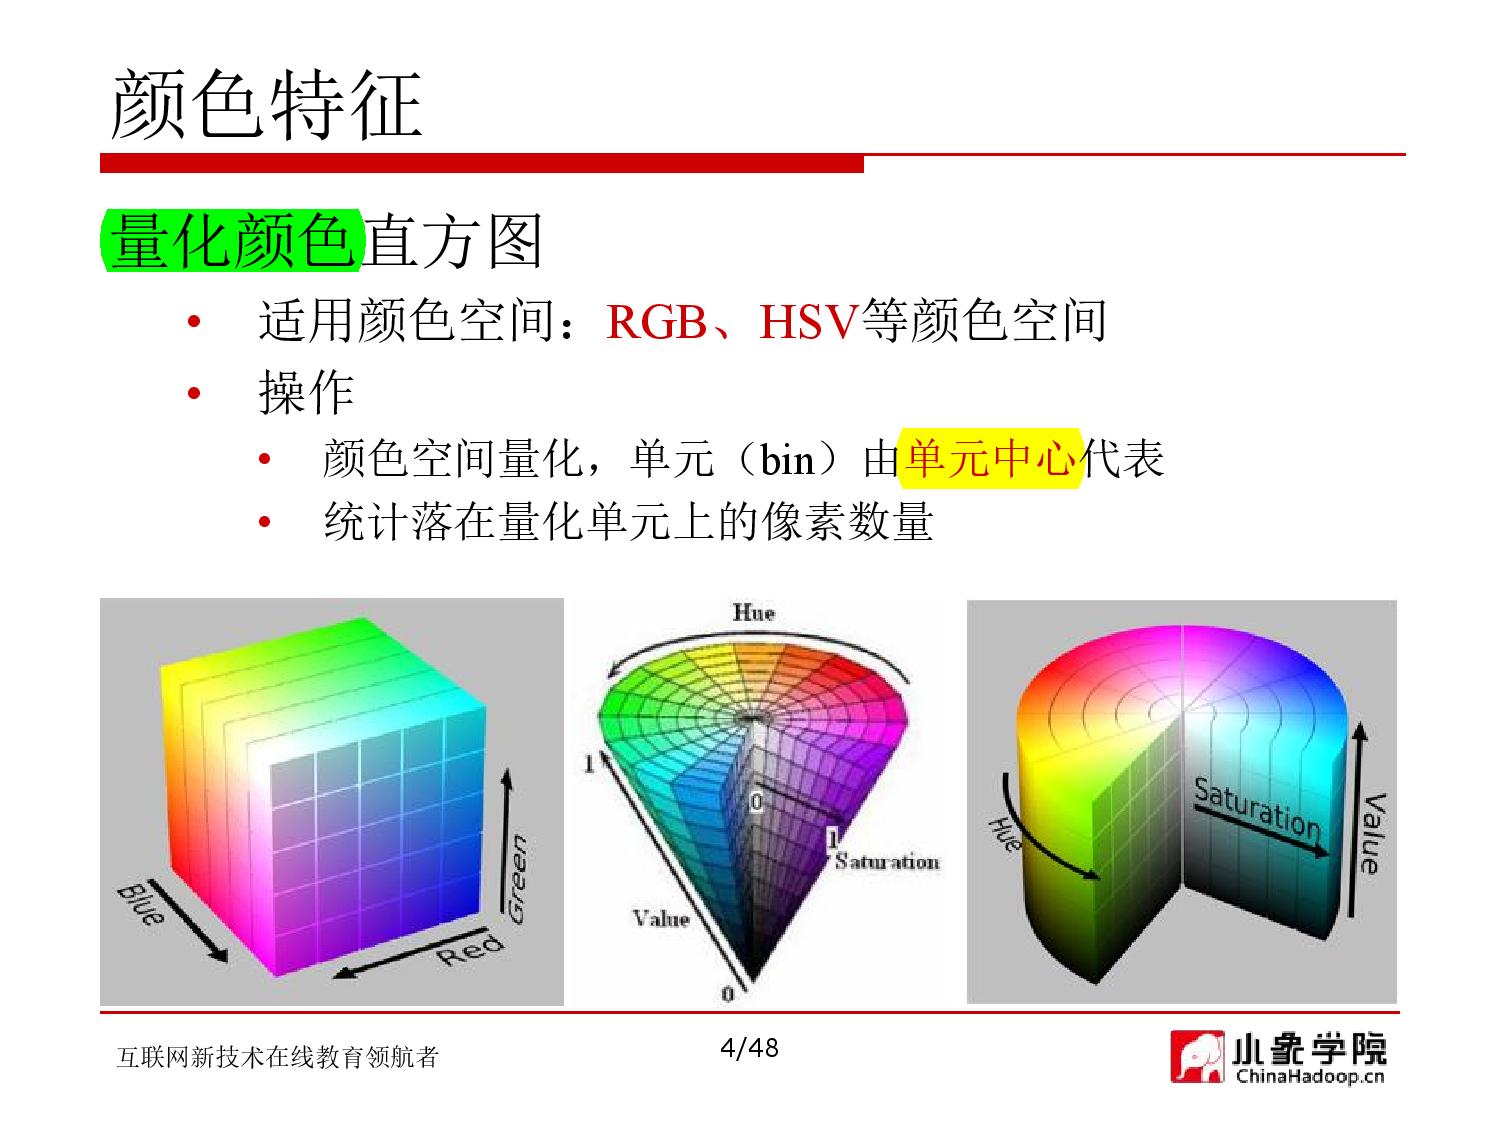 颜色特征
量化颜色直方图
• 适用颜色空间：RGB、HSV等颜色空间
• 操作
• 颜色空间量化，单元（bin）由单元中心代表
• 统计落在量化单元上的像素数量
Blue
Red
Green
Hue
1
0
1
Saturation
Value
0
Hue
Saturation
Value
互联网新技术在线教育领航者
4/48
小象学院
ChinaHadoop.cn